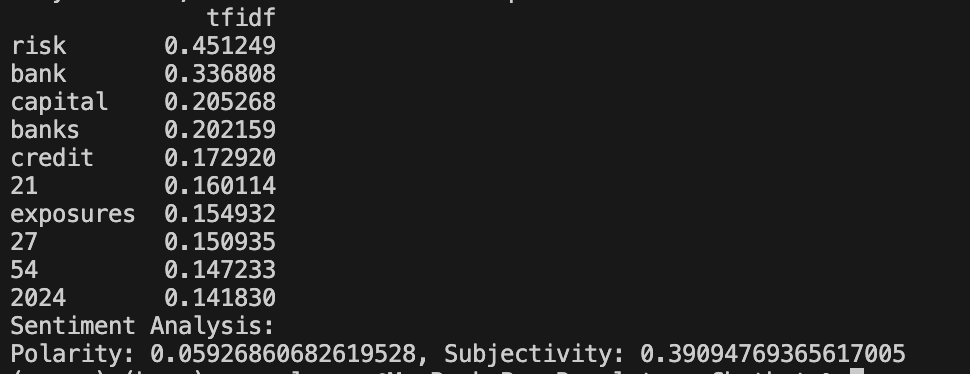 tfidf
risk 0.451249
bank 0.336808
capital 0.205268
banks 0.202159
credit 0.172920
21 0.160114
exposures 0.154932
27 0.150935
54 0.147233
2024 0.141830
Sentiment Analysis:
Polarity: 0.05926860682619528, Subjectivity: 0.39094769365617005